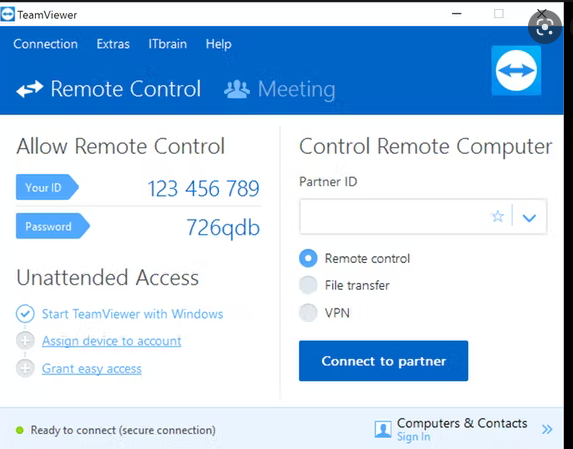 TeamViewer
Connection Extras ITbrain Help
Remote Control Meeting
Allow Remote Control
Your ID 123 456 789
Password 726qdb
Unattended Access
Start TeamViewer with Windows
Assign device to account
Grant easy access
Control Remote Computer
Partner ID
Remote control
File transfer
VPN
Connect to partner
Ready to connect (secure connection)
Computers & Contacts
Sign In